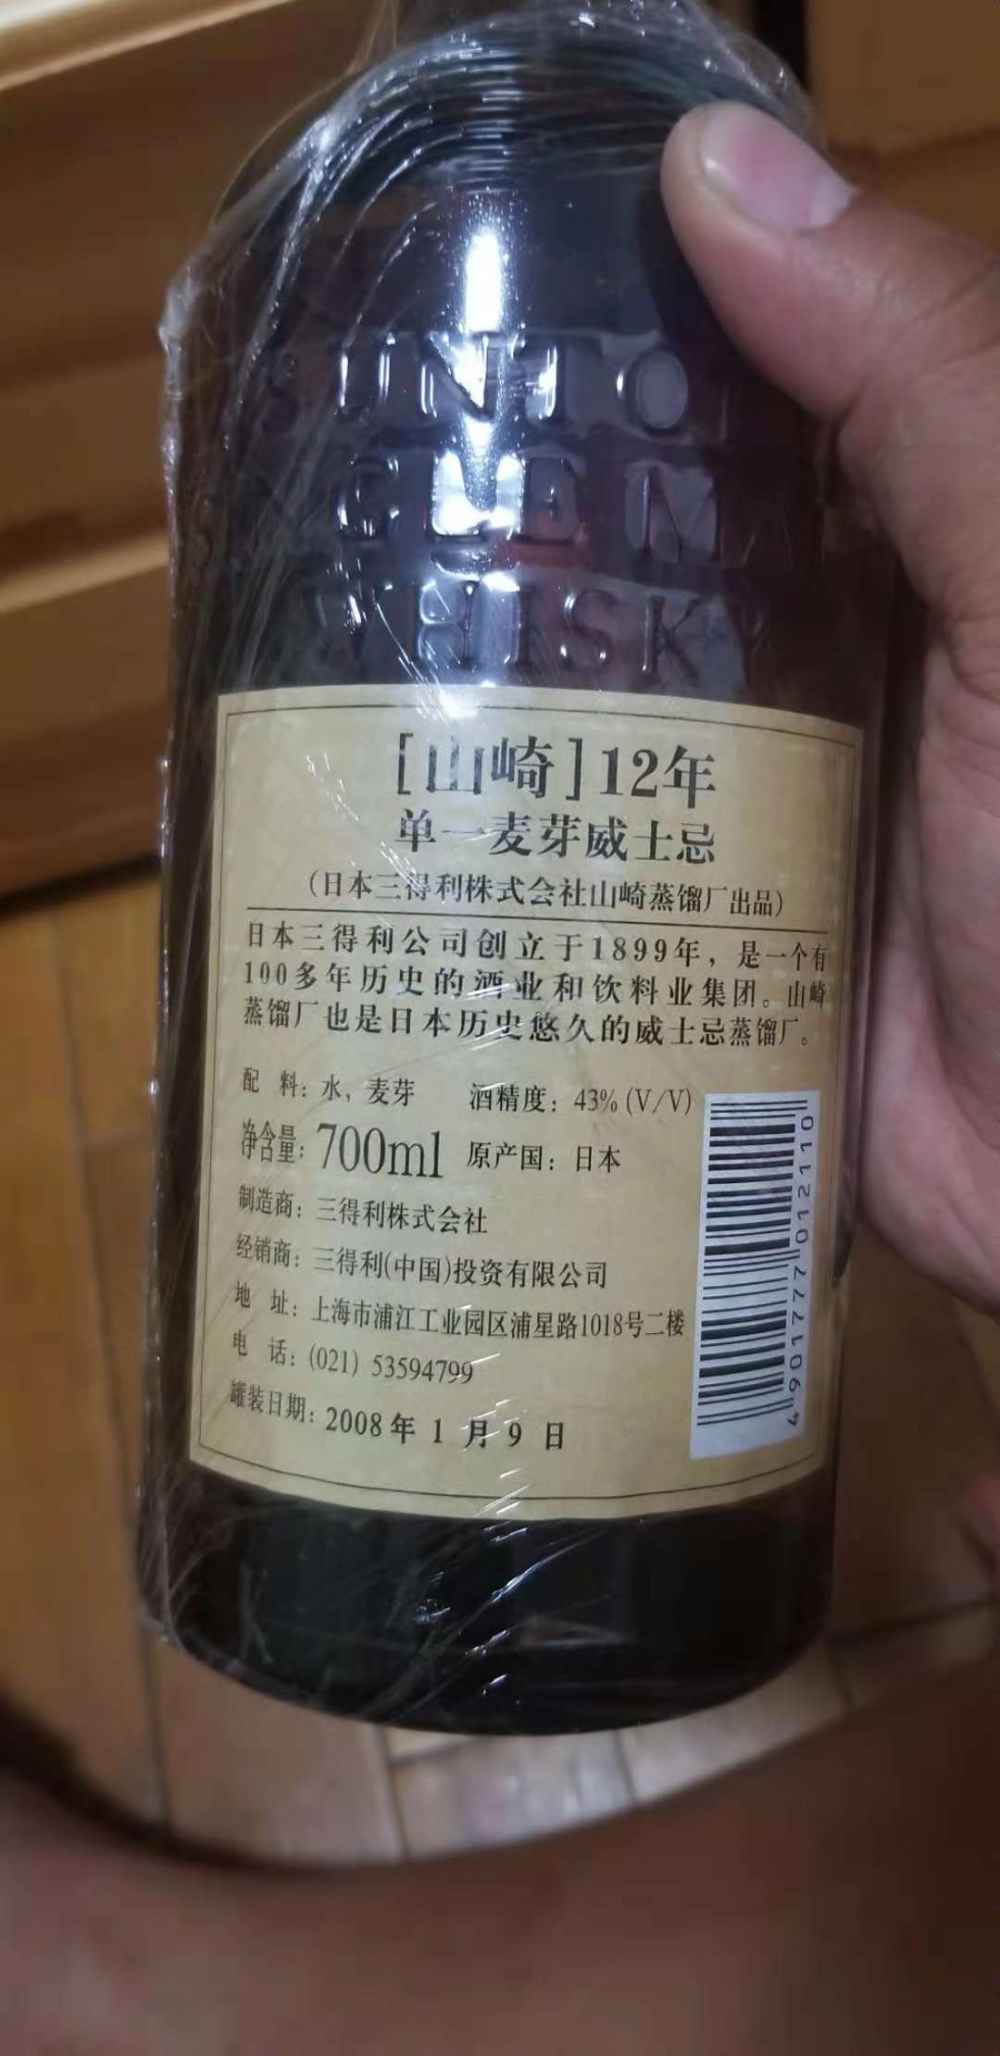 SUNTO
GLEN
WHISKY
[山崎]12年
单一麦芽威士忌
(日本三得利株式会社山崎蒸馏厂出品)
日本三得利公司创立于1899年，是一个有
100多年历史的酒业和饮料业集团。山崎
蒸馏厂也是日本历史悠久的威士忌蒸馏厂。
配 料：水，麦芽 酒精度：43%(V/V)
净含量：700ml 原产国：日本
制造商：三得利株式会社
经销商：三得利(中国)投资有限公司
地 址：上海市浦江工业园区浦星路1018号二楼
电 话：(021) 53594799
罐装日期：2008年 1 月 9 日
4901777012110